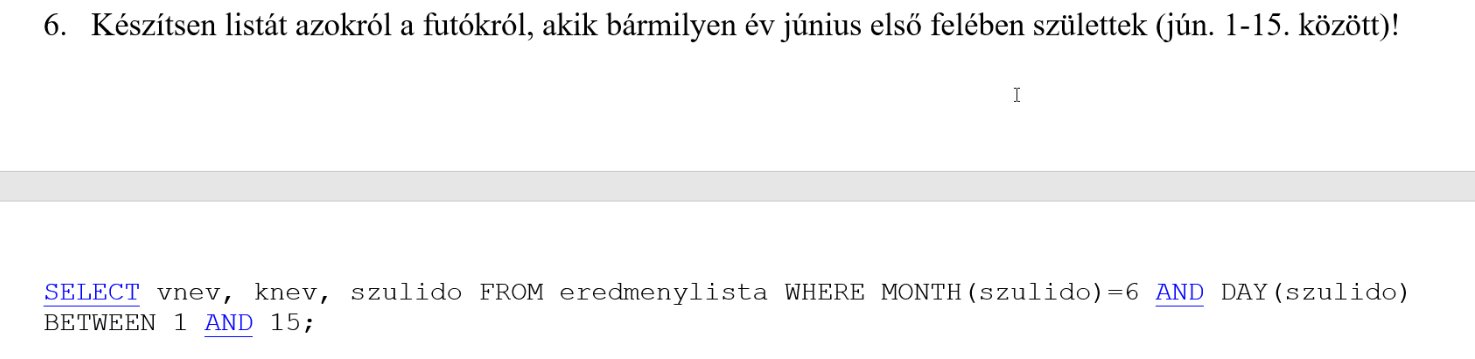 6. Készítsen listát azokról a futókról, akik bármilyen év június első felében születtek (jún. 1-15. között)!
SELECT vnev, knev, szulido FROM eredmenylista WHERE MONTH(szulido)=6 AND DAY(szulido)
BETWEEN 1 AND 15;